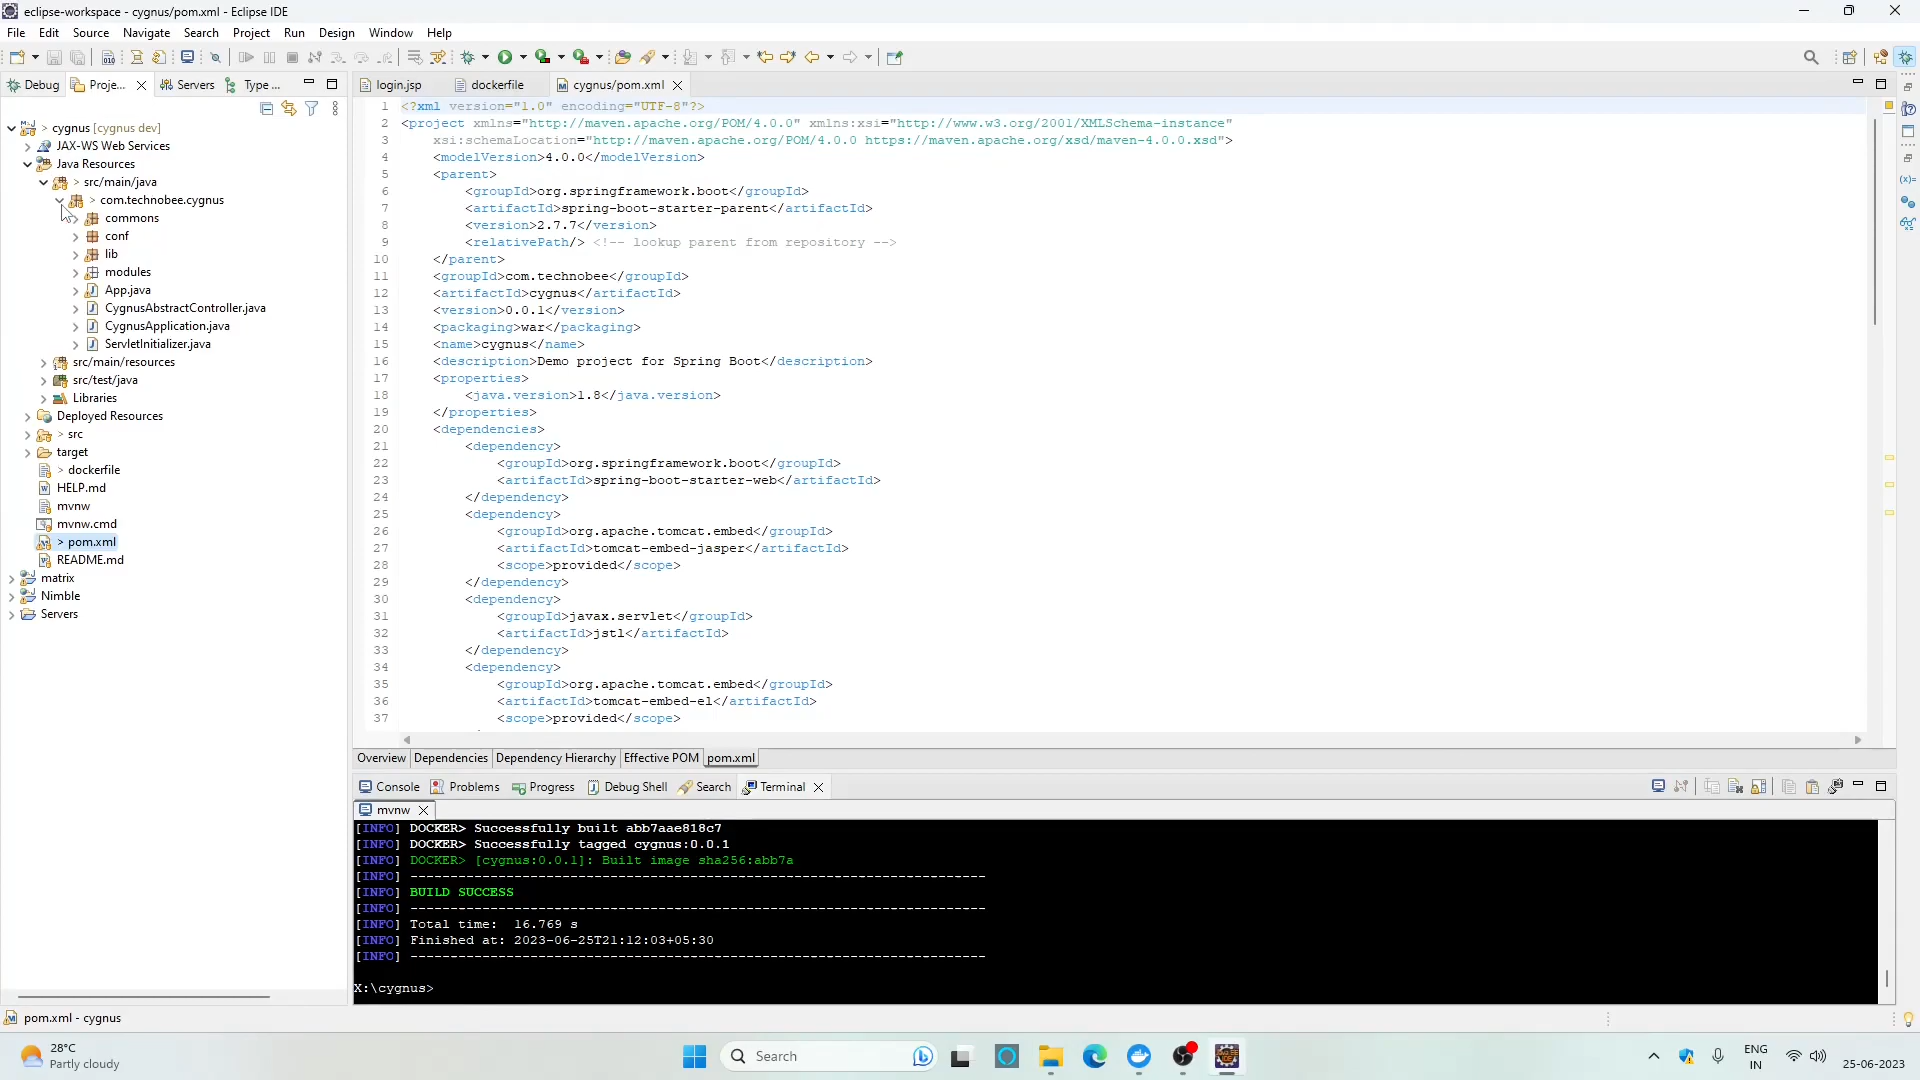 eclipse-workspace - cygnus/pom.xml - Eclipse IDE
File Edit Source Navigate Search Project Run Design Window Help
Debug Proje... Servers Type ...
login.jsp dockerfile cygnus/pom.xml
> cygnus [cygnus dev]
JAX-WS Web Services
Java Resources
> src/main/java
> com.technobee.cygnus
commons
conf
lib
modules
App.java
CygnusAbstractController.java
CygnusApplication.java
ServletInitializer.java
src/main/resources
src/test/java
Libraries
Deployed Resources
> src
target
> dockerfile
HELP.md
mvnw
mvnw.cmd
> pom.xml
README.md
matrix
Nimble
Servers
1 <?xml version="1.0" encoding="UTF-8"?>
2 <project xmlns="http://maven.apache.org/POM/4.0.0" xmlns:xsi="http://www.w3.org/2001/XMLSchema-instance"
3 xsi:schemaLocation="http://maven.apache.org/POM/4.0.0 https://maven.apache.org/xsd/maven-4.0.0.xsd">
4 <modelVersion>4.0.0</modelVersion>
5 <parent>
6 <groupId>org.springframework.boot</groupId>
7 <artifactId>spring-boot-starter-parent</artifactId>
8 <version>2.7.7</version>
9 <relativePath/> <!-- lookup parent from repository -->
10 </parent>
11 <groupId>com.technobee</groupId>
12 <artifactId>cygnus</artifactId>
13 <version>0.0.1</version>
14 <packaging>war</packaging>
15 <name>cygnus</name>
16 <description>Demo project for Spring Boot</description>
17 <properties>
18 <java.version>1.8</java.version>
19 </properties>
20 <dependencies>
21 <dependency>
22 <groupId>org.springframework.boot</groupId>
23 <artifactId>spring-boot-starter-web</artifactId>
24 </dependency>
25 <dependency>
26 <groupId>org.apache.tomcat.embed</groupId>
27 <artifactId>tomcat-embed-jasper</artifactId>
28 <scope>provided</scope>
29 </dependency>
30 <dependency>
31 <groupId>javax.servlet</groupId>
32 <artifactId>jstl</artifactId>
33 </dependency>
34 <dependency>
35 <groupId>org.apache.tomcat.embed</groupId>
36 <artifactId>tomcat-embed-el</artifactId>
37 <scope>provided</scope>
Overview Dependencies Dependency Hierarchy Effective POM pom.xml
Console Problems Progress Debug Shell Search Terminal
mvnw
[INFO] DOCKER> Successfully built abb7aae818c7
[INFO] DOCKER> Successfully tagged cygnus:0.0.1
[INFO] DOCKER> [cygnus:0.0.1]: Built image sha256:abb7a
[INFO] ------------------------------------------------------------------------
[INFO] BUILD SUCCESS
[INFO] ------------------------------------------------------------------------
[INFO] Total time:  16.769 s
[INFO] Finished at: 2023-06-25T21:12:03+05:30
[INFO] ------------------------------------------------------------------------
X:\cygnus>
pom.xml - cygnus
28°C
Partly cloudy
Search
ENG
IN
25-06-2023